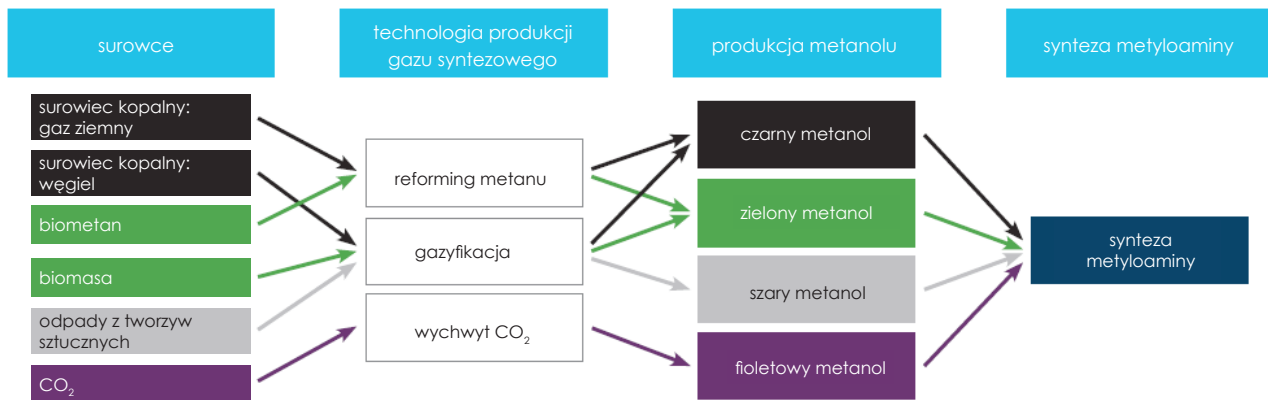 surowce
technologia produkcji
gazu syntezowego
produkcja metanolu
synteza metyloaminy
surowiec kopalny:
gaz ziemny
surowiec kopalny:
węgiel
biometan
biomasa
odpady z tworzyw
sztucznych
CO₂
reforming metanu
gazyfikacja
wychwyt CO₂
czarny metanol
zielony metanol
szary metanol
fioletowy metanol
synteza
metyloaminy